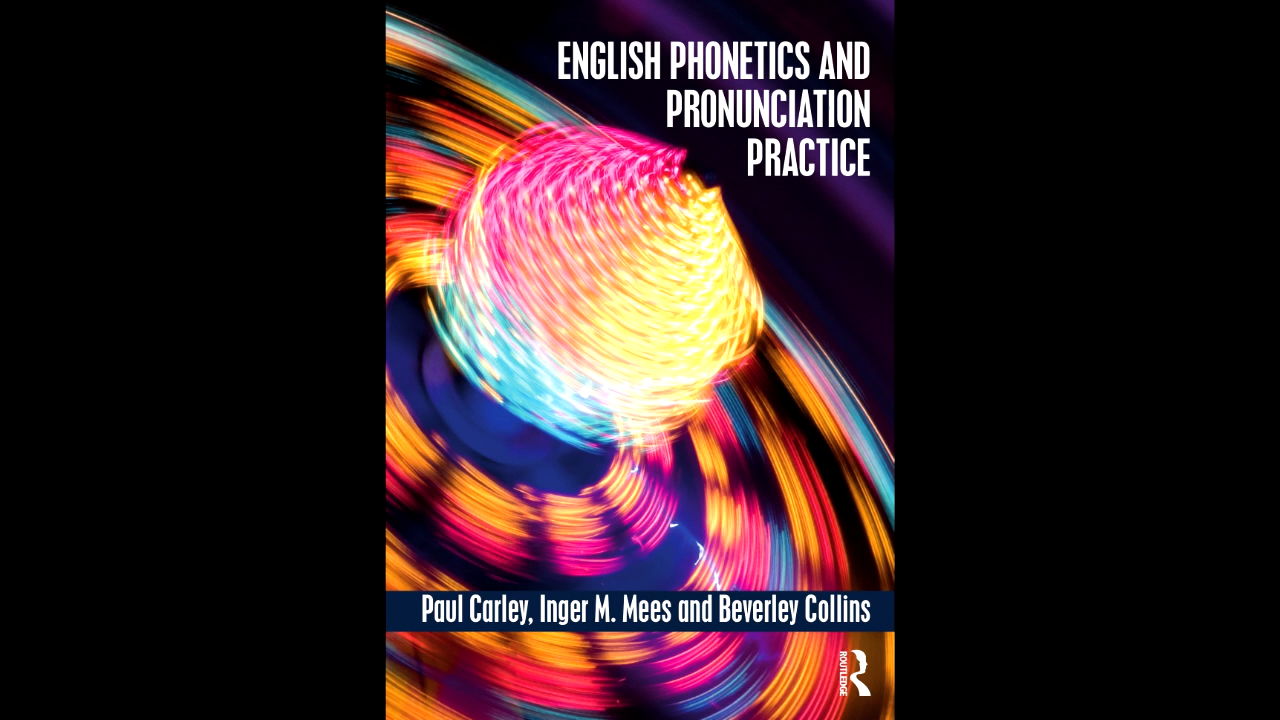 ENGLISH PHONETICS AND
PRONUNCIATION
PRACTICE
Paul Carley, Inger M. Mees and Beverley Collins
ROUTLEDGE